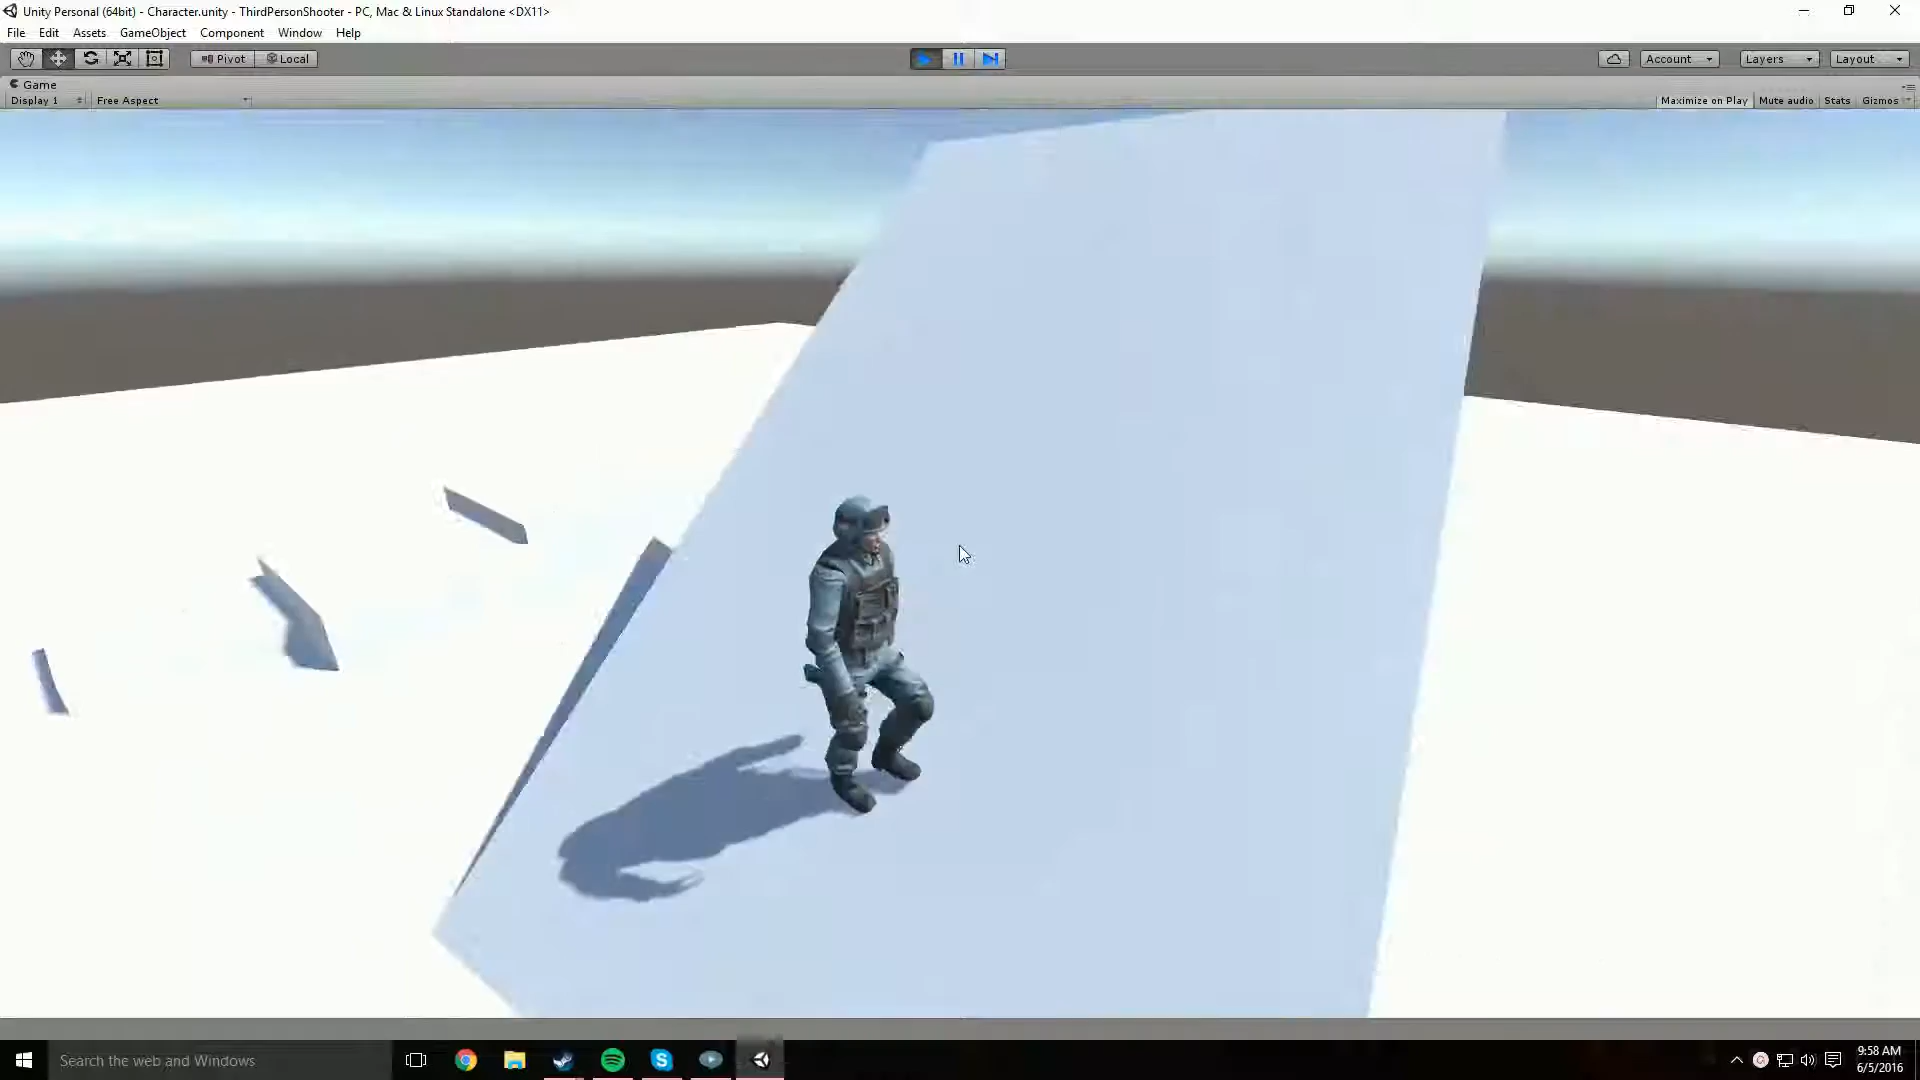 Unity Personal (64bit) - Character.unity - ThirdPersonShooter - PC, Mac & Linux Standalone <DX11>
File Edit Assets GameObject Component Window Help
Pivot Local Account Layers Layout
Game
Display 1 Free Aspect Maximize on Play Mute audio Stats Gizmos
Search the web and Windows
9:58 AM
6/5/2016